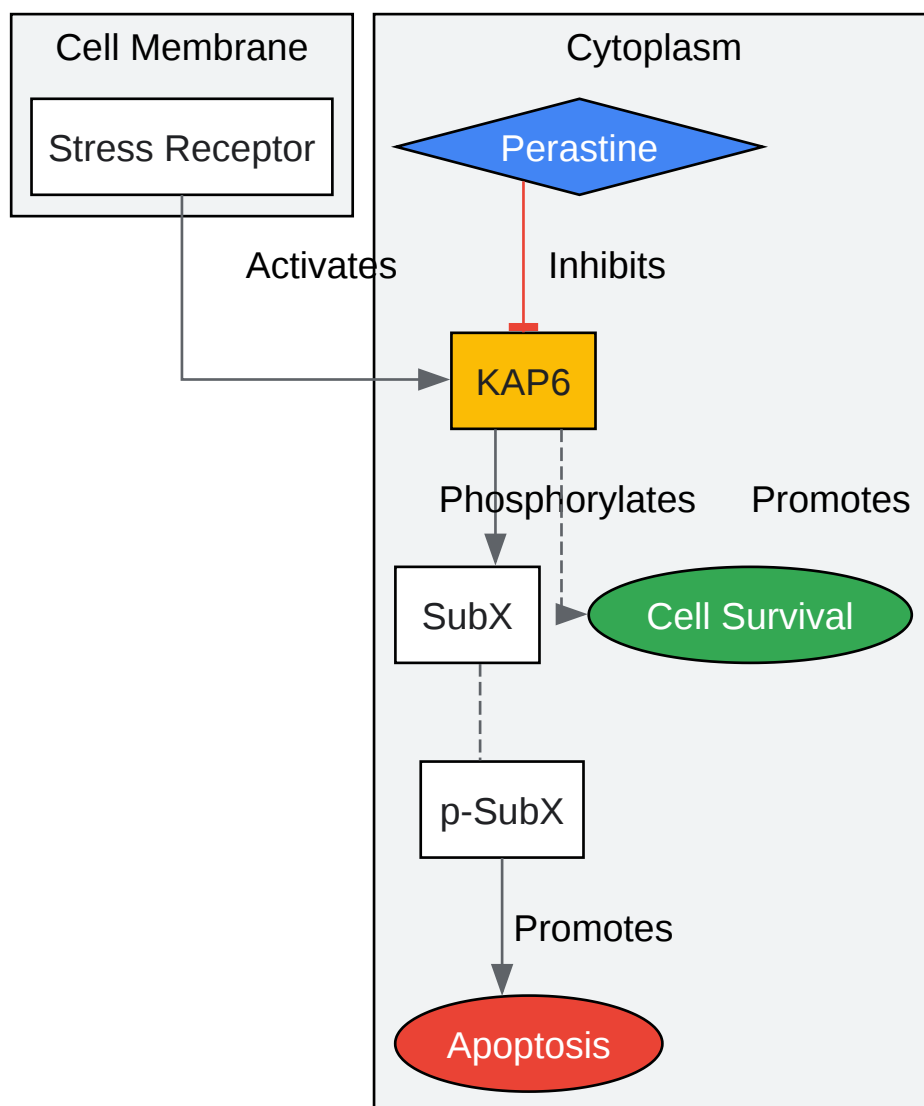 Cell Membrane
Cytoplasm
Stress Receptor
Perastine
Activates
Inhibits
KAP6
Phosphorylates
Promotes
SubX
Cell Survival
p-SubX
Promotes
Apoptosis